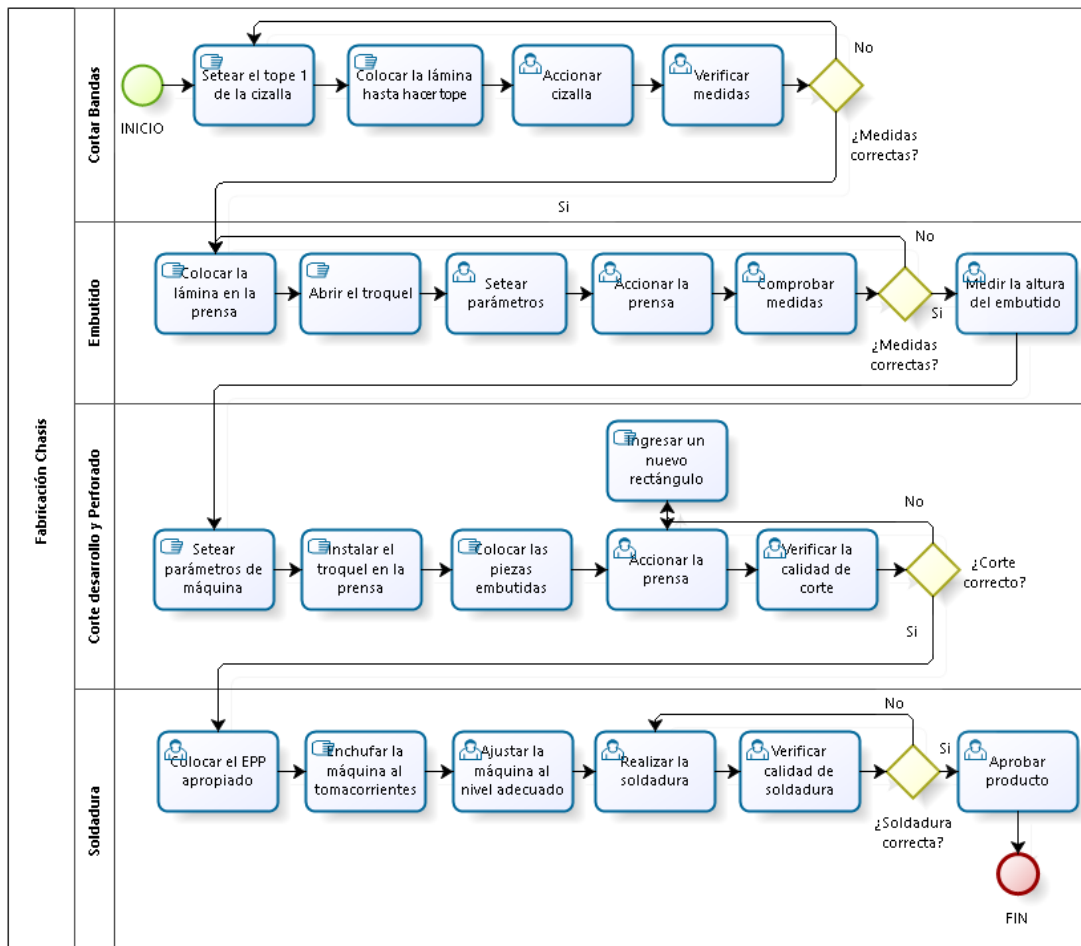 Fabricación Chasis
Cortar Bandas
INICIO
Setear el tope 1
de la cizalla
Colocar la lámina
hasta hacer tope
Accionar
cizalla
Verificar
medidas
No
¿Medidas
correctas?
Si
Embutido
Colocar la
lámina en la
prensa
Abrir el troquel
Setear
parámetros
Accionar la
prensa
Comprobar
medidas
No
Si
¿Medidas
correctas?
Medir la altura
del embutido
Corte desarrollo y Perforado
Ingresar un
nuevo
rectángulo
Setear
parámetros de
máquina
Instalar el
troquel en la
prensa
Colocar las
piezas
embutidas
Accionar la
prensa
Verificar la
calidad de
corte
No
¿Corte
correcto?
Si
Soldadura
Colocar el EPP
apropiado
Enchufar la
máquina al
tomacorrientes
Ajustar la
máquina al
nivel adecuado
Realizar la
soldadura
Verificar
calidad de
soldadura
No
Si
¿Soldadura
correcta?
Aprobar
producto
FIN